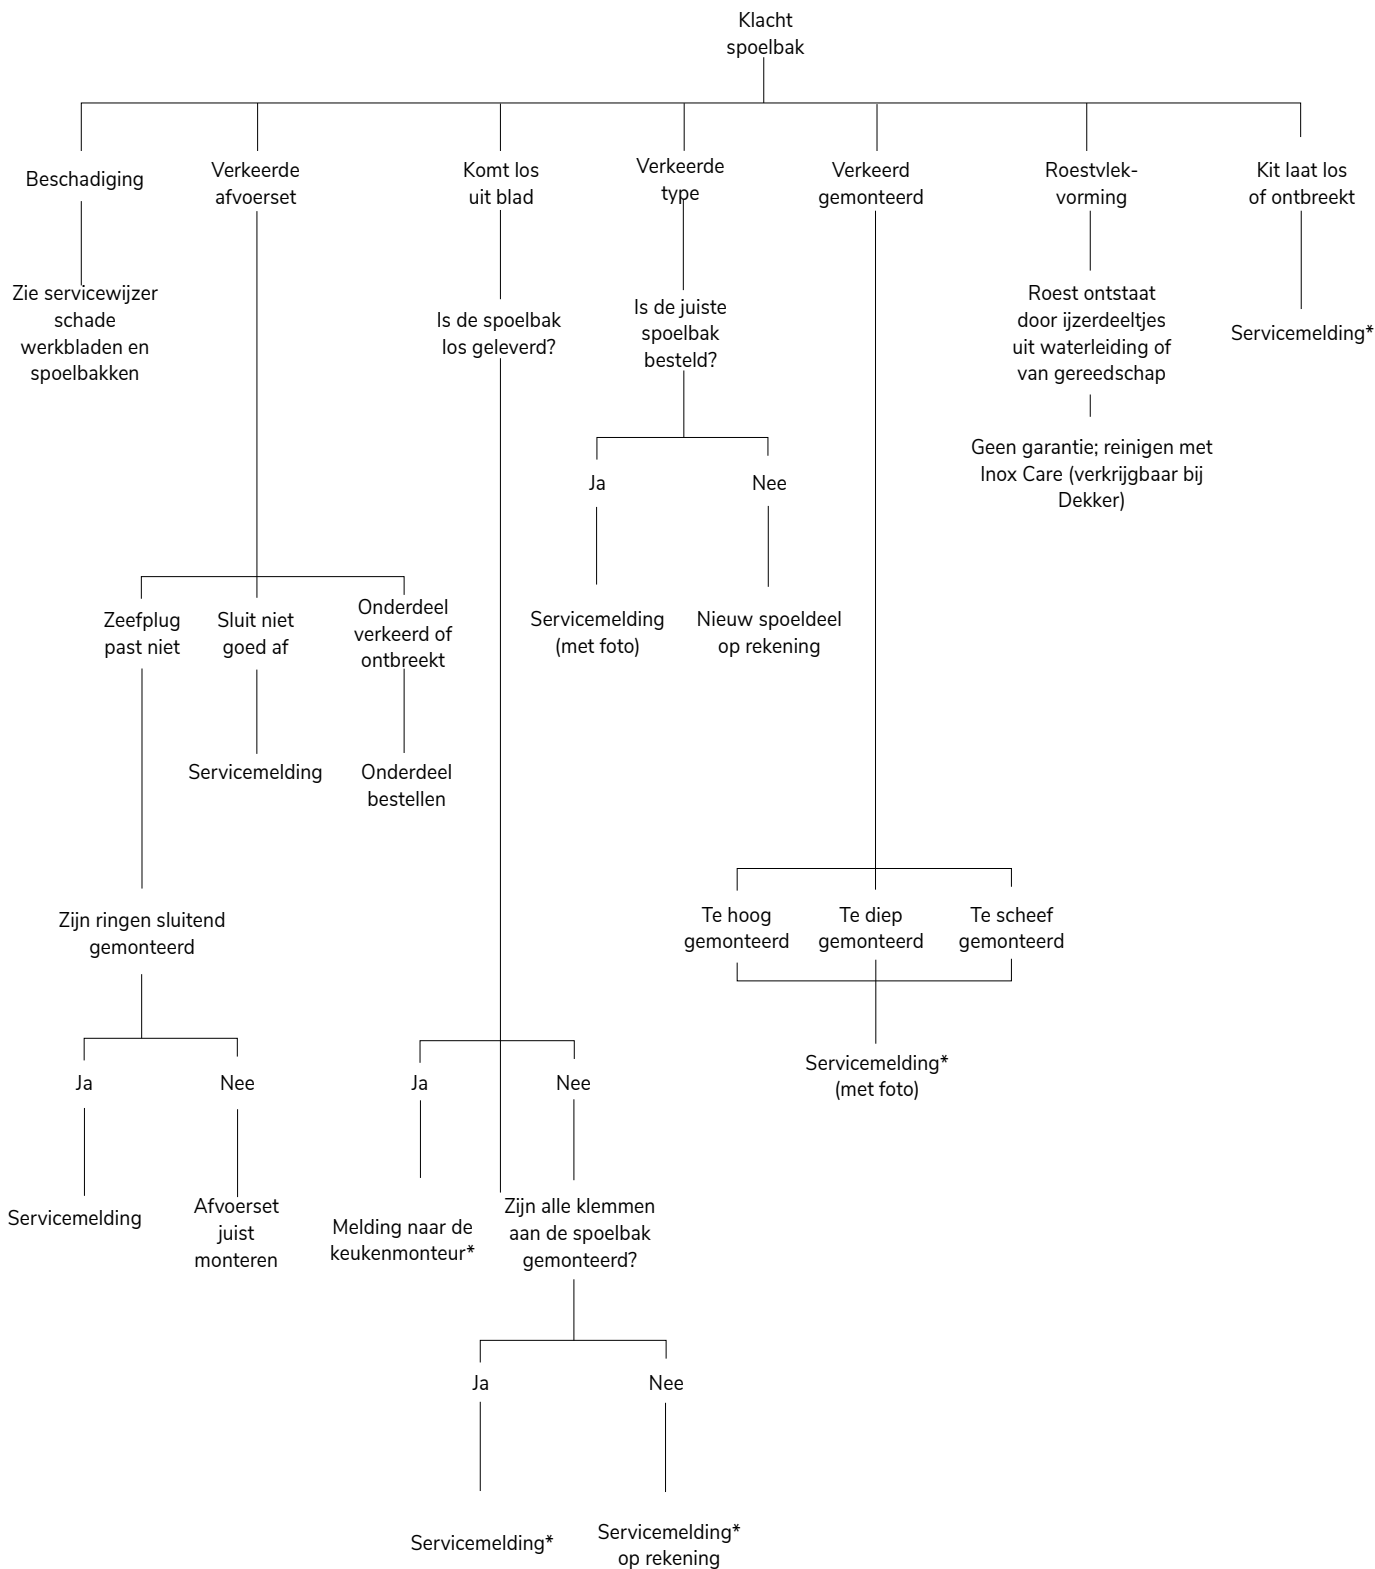 Klacht
spoelbak
Beschadiging
Verkeerde
afvoerset
Komt los
uit blad
Verkeerde
type
Verkeerd
gemonteerd
Roestvlek-
vorming
Kit laat los
of ontbreekt
Zie servicewijzer
schade
werkbladen en
spoelbakken
Is de spoelbak
los geleverd?
Is de juiste
spoelbak
besteld?
Roest ontstaat
door ijzerdeeltjes
uit waterleiding of
van gereedschap
Servicemelding*
Geen garantie; reinigen met
Inox Care (verkrijgbaar bij
Dekker)
Ja
Nee
Zeefplug
past niet
Sluit niet
goed af
Onderdeel
verkeerd of
ontbreekt
Servicemelding
(met foto)
Nieuw spoeldeel
op rekening
Servicemelding
Onderdeel
bestellen
Zijn ringen sluitend
gemonteerd
Te hoog
gemonteerd
Te diep
gemonteerd
Te scheef
gemonteerd
Servicemelding*
(met foto)
Ja
Nee
Ja
Nee
Servicemelding
Afvoerset
juist
monteren
Melding naar de
keukenmonteur*
Zijn alle klemmen
aan de spoelbak
gemonteerd?
Ja
Nee
Servicemelding*
Servicemelding*
op rekening